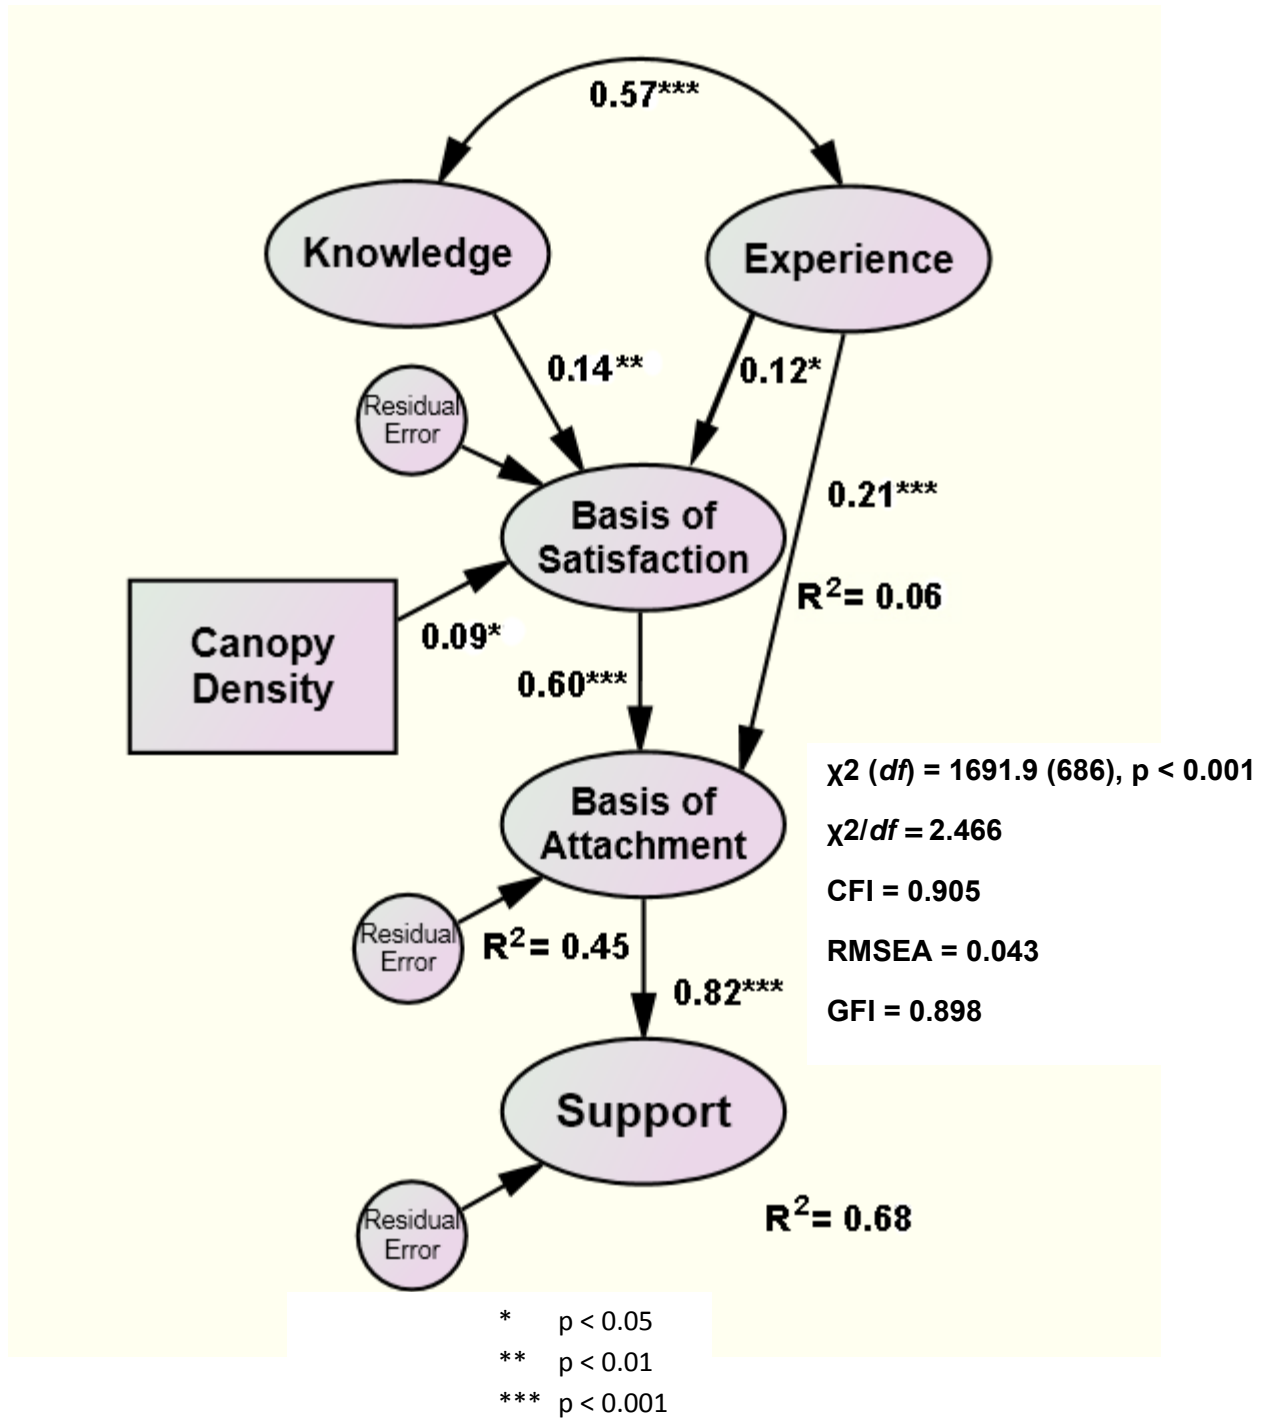 0.57***
Knowledge
Experience
0.14**
0.12*
Residual
Error
0.21***
Basis of
Satisfaction
R2= 0.06
Canopy
Density
0.09*
0.60***
χ2 (df) = 1691.9 (686), p < 0.001
Basis of
Attachment
χ2/df = 2.466
CFI = 0.905
Residual
Error
R2= 0.45
RMSEA = 0.043
0.82***
GFI = 0.898
Support
Residual
Error
R2= 0.68
* p < 0.05
** p < 0.01
*** p < 0.001